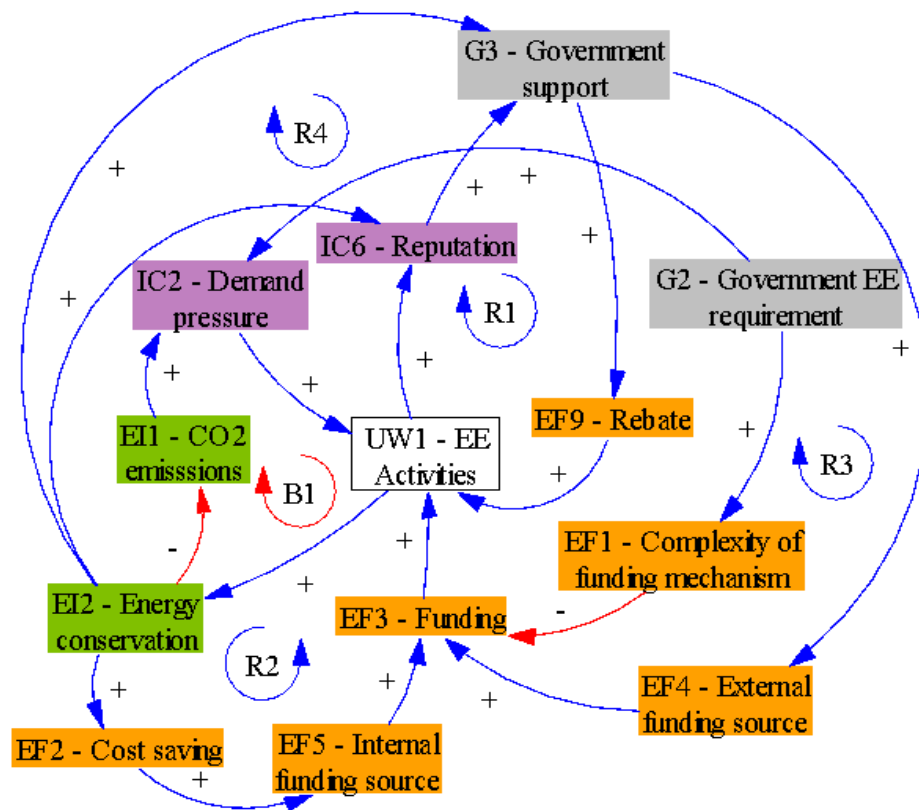 G3 - Government
support
R4
+
+
+
+
IC6 - Reputation
IC2 - Demand
pressure
G2 - Government EE
requirement
+
R1
+
+
+
+
EI1 - CO2
emisssions
UW1 - EE
Activities
EF9 - Rebate
+
B1
+
R3
-
+
EF1 - Complexity of
funding mechanism
EI2 - Energy
conservation
+
EF3 - Funding
-
R2
+
+
+
EF4 - External
funding source
EF2 - Cost saving
EF5 - Internal
funding source
+